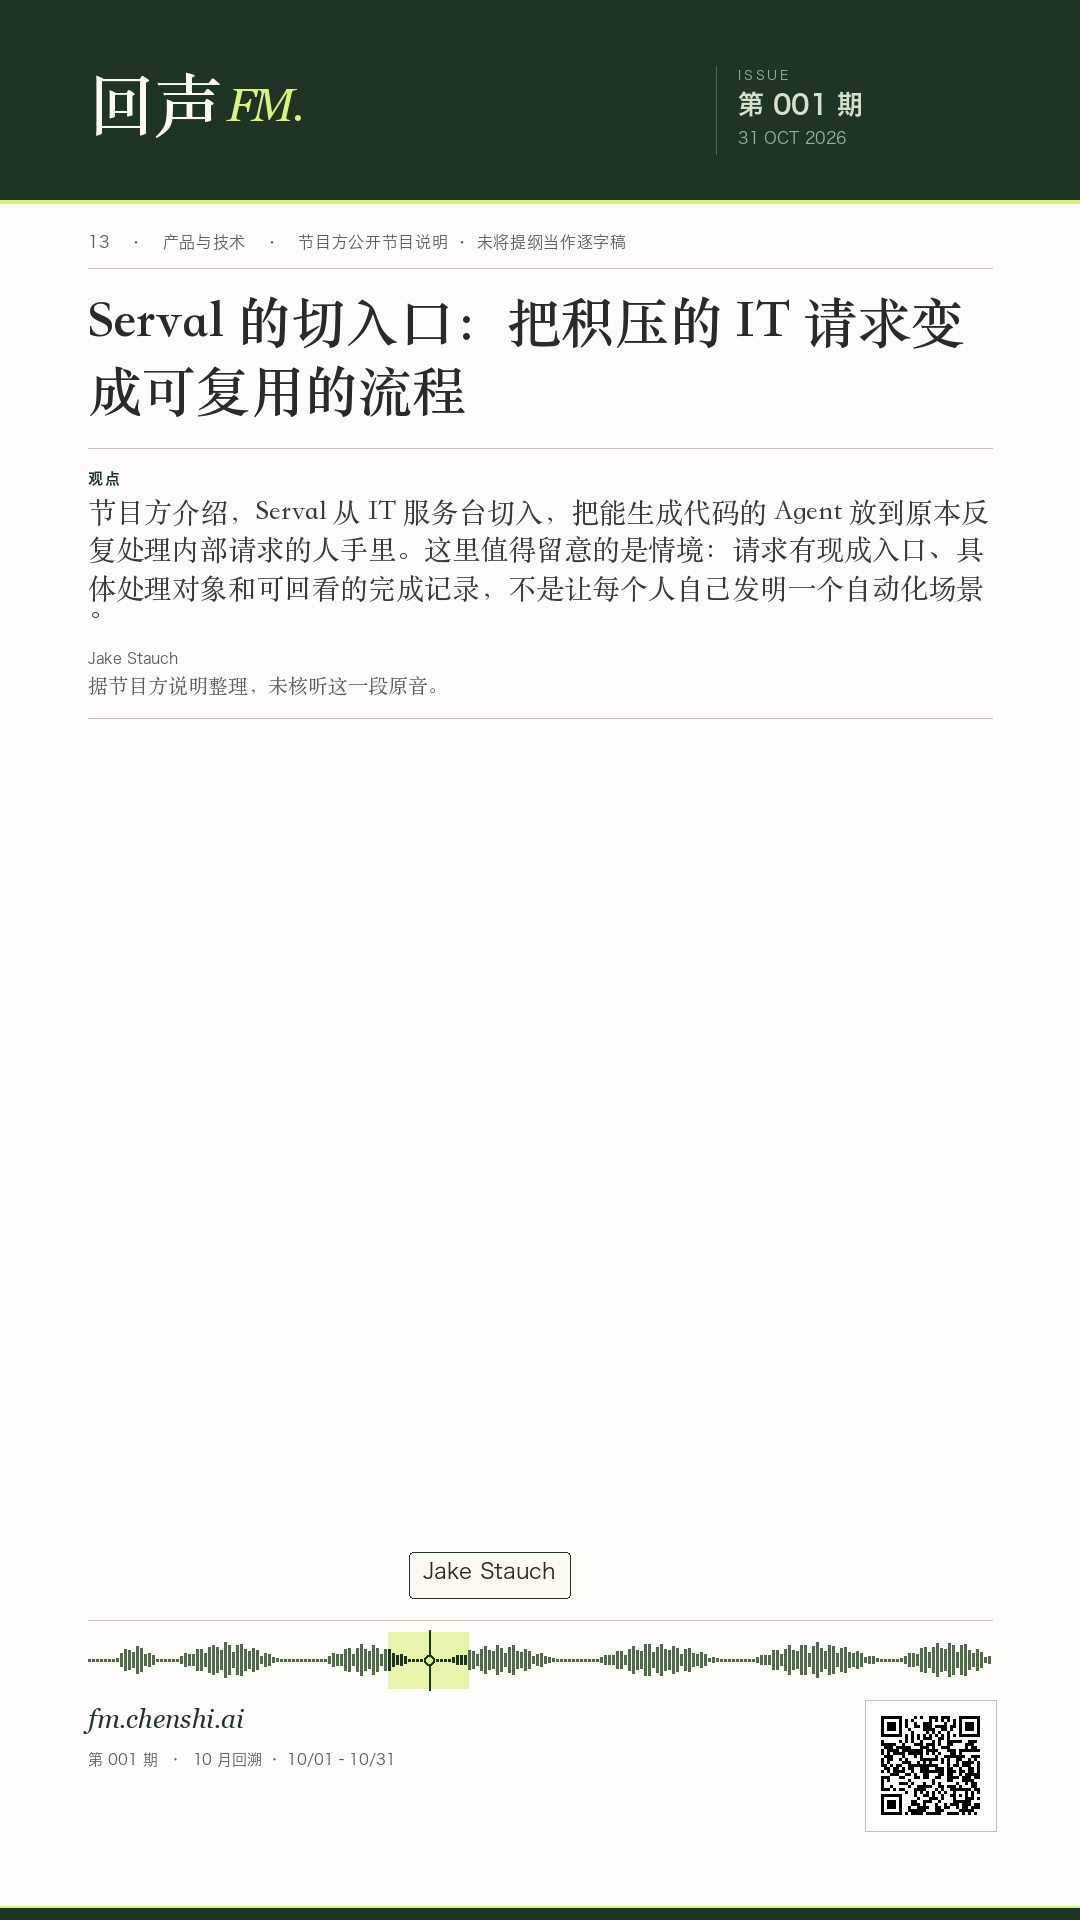 回声 FM.
ISSUE
第 001 期
31 OCT 2026
13 · 产品与技术 · 节目方公开节目说明 · 未将提纲当作逐字稿
Serval 的切入口：把积压的 IT 请求变
成可复用的流程
观点
节目方介绍，Serval 从 IT 服务台切入，把能生成代码的 Agent 放到原本反
复处理内部请求的人手里。这里值得留意的是情境：请求有现成入口、具
体处理对象和可回看的完成记录，不是让每个人自己发明一个自动化场景
。
Jake Stauch
据节目方说明整理，未核听这一段原音。
Jake Stauch
fm.chenshi.ai
第 001 期 · 10 月回溯 · 10/01 - 10/31